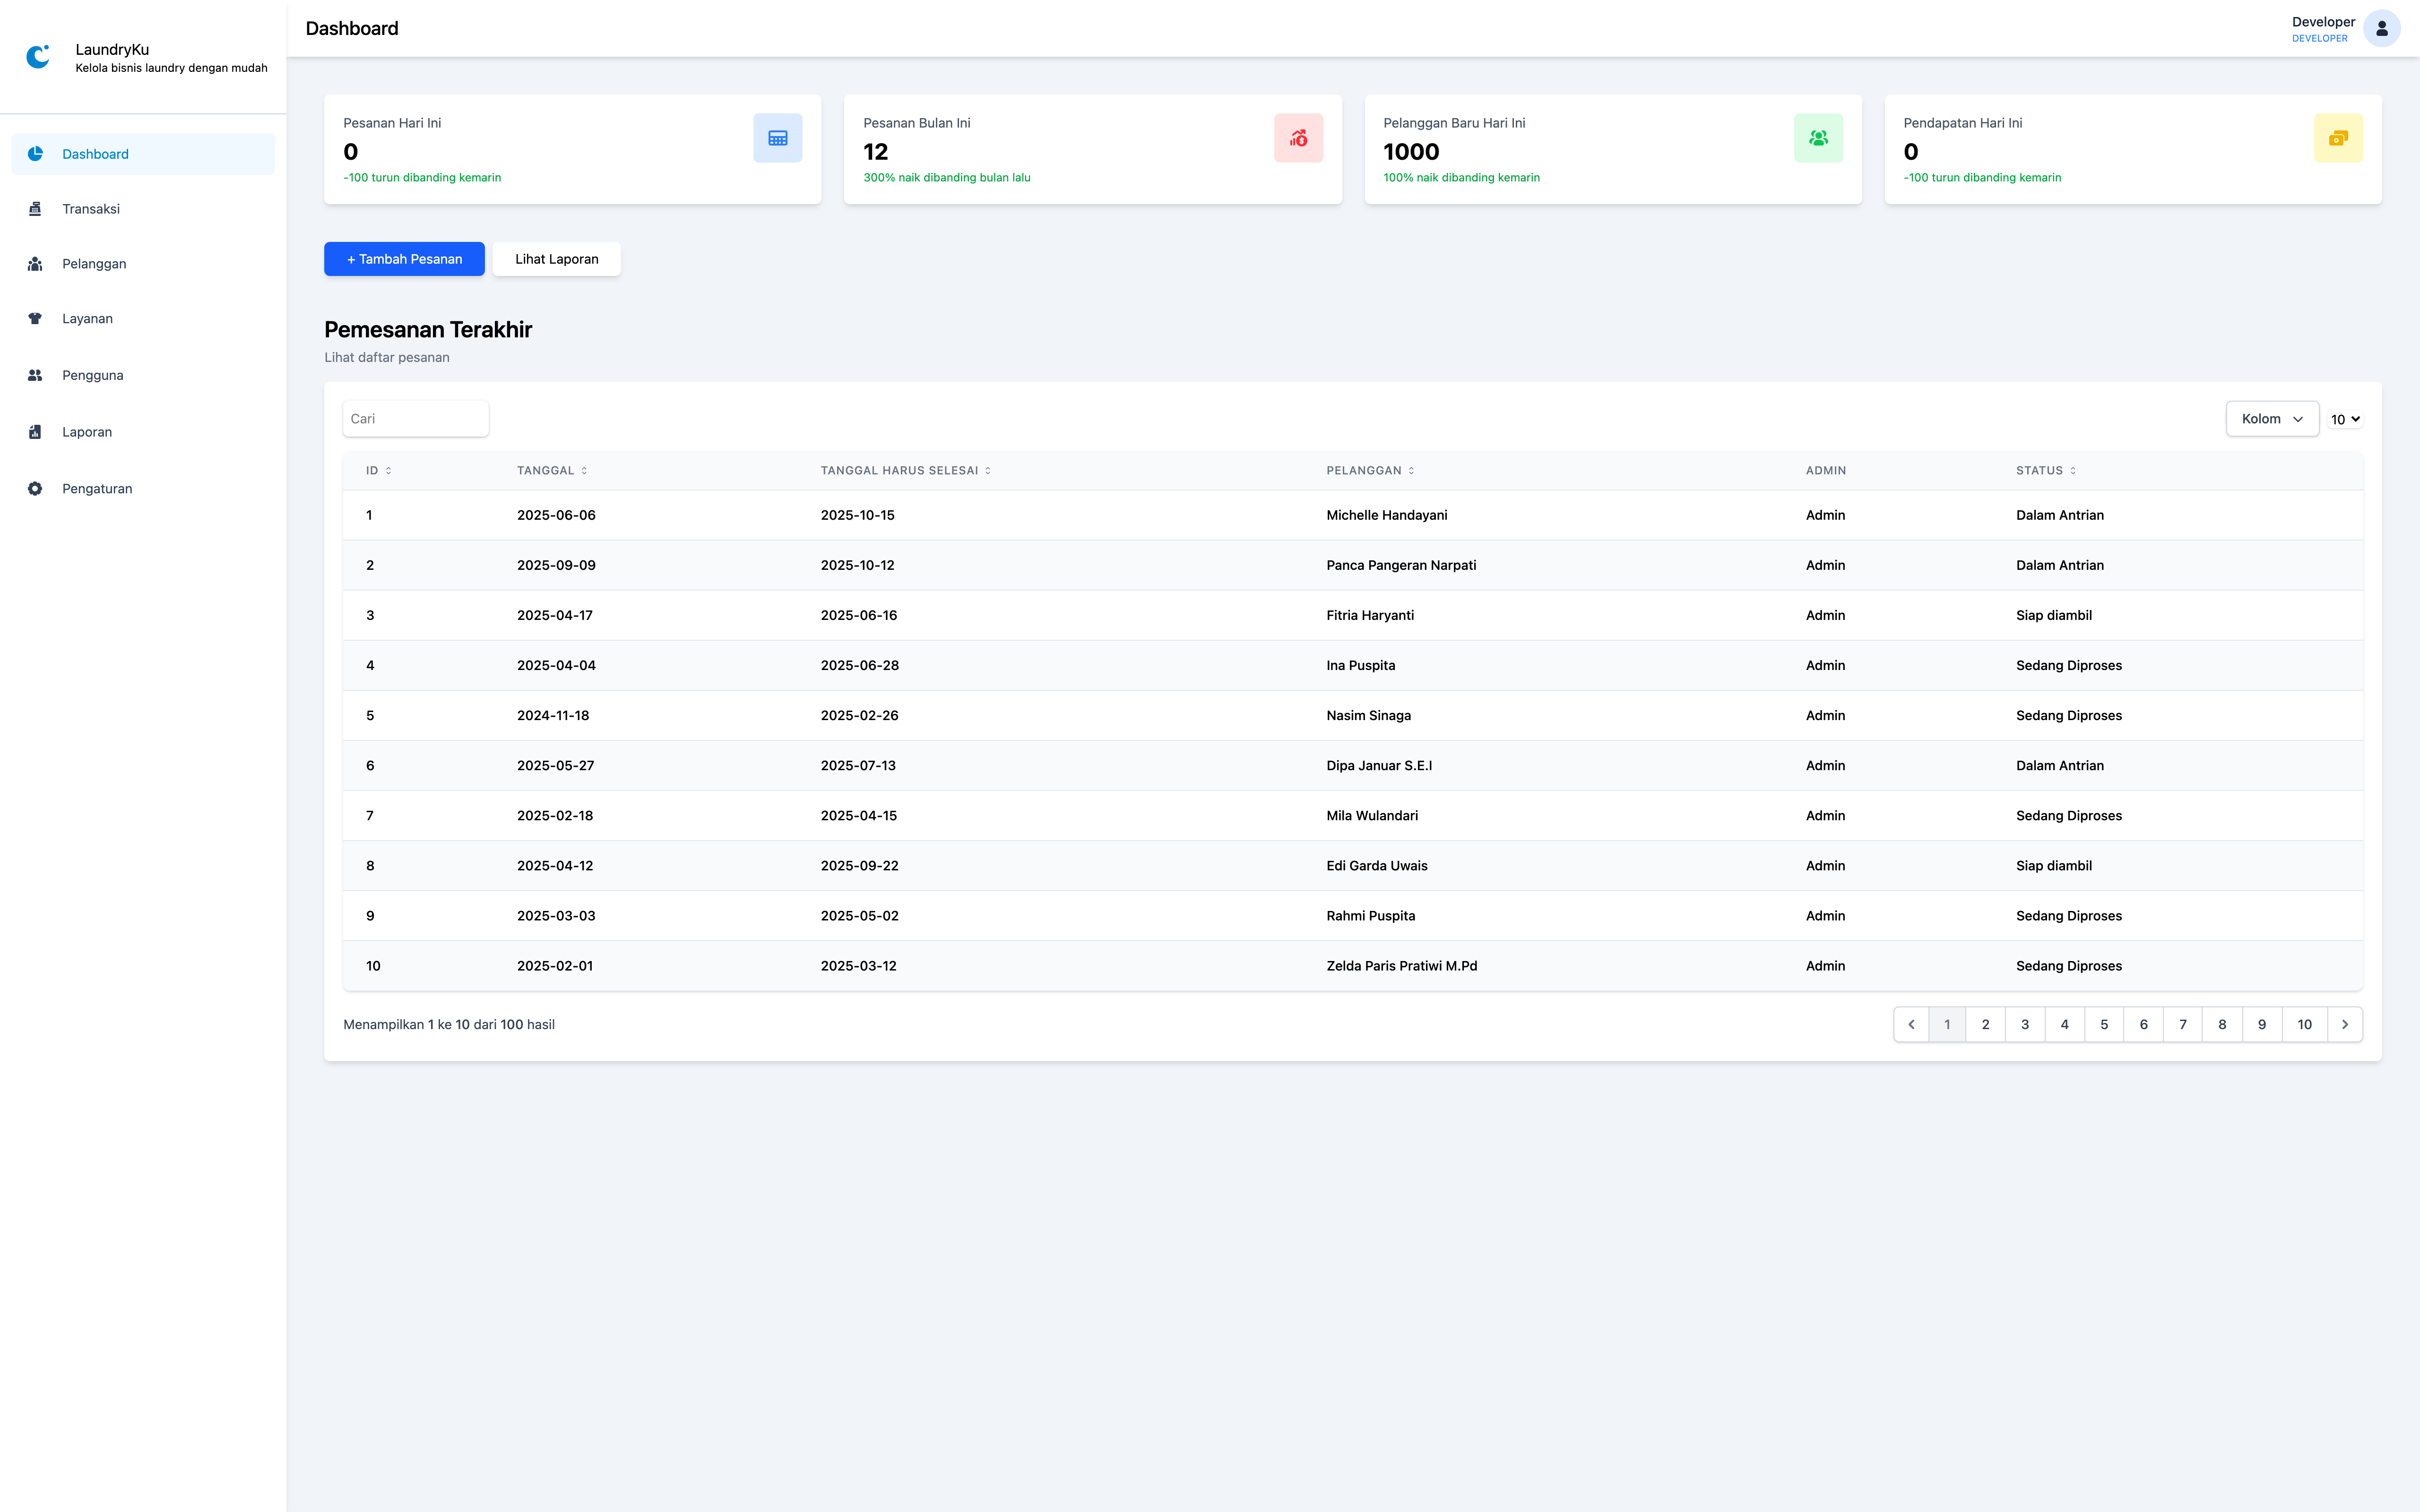 LaundryKu
Kelola bisnis laundry dengan mudah
Dashboard
Transaksi
Pelanggan
Layanan
Pengguna
Laporan
Pengaturan
Dashboard
Developer
DEVELOPER
Pesanan Hari Ini
0
-100 turun dibanding kemarin
Pesanan Bulan Ini
12
300% naik dibanding bulan lalu
Pelanggan Baru Hari Ini
1000
100% naik dibanding kemarin
Pendapatan Hari Ini
0
-100 turun dibanding kemarin
+ Tambah Pesanan
Lihat Laporan
Pemesanan Terakhir
Lihat daftar pesanan
Cari
Kolom
10
ID TANGGAL TANGGAL HARUS SELESAI PELANGGAN ADMIN STATUS
1 2025-06-06 2025-10-15 Michelle Handayani Admin Dalam Antrian
2 2025-09-09 2025-10-12 Panca Pangeran Narpati Admin Dalam Antrian
3 2025-04-17 2025-06-16 Fitria Haryanti Admin Siap diambil
4 2025-04-04 2025-06-28 Ina Puspita Admin Sedang Diproses
5 2024-11-18 2025-02-26 Nasim Sinaga Admin Sedang Diproses
6 2025-05-27 2025-07-13 Dipa Januar S.E.I Admin Dalam Antrian
7 2025-02-18 2025-04-15 Mila Wulandari Admin Sedang Diproses
8 2025-04-12 2025-09-22 Edi Garda Uwais Admin Siap diambil
9 2025-03-03 2025-05-02 Rahmi Puspita Admin Sedang Diproses
10 2025-02-01 2025-03-12 Zelda Paris Pratiwi M.Pd Admin Sedang Diproses
Menampilkan 1 ke 10 dari 100 hasil
1 2 3 4 5 6 7 8 9 10